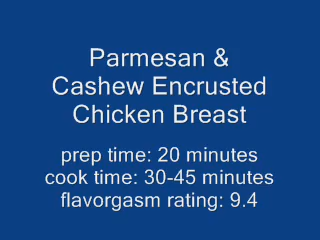 Parmesan &
Cashew Encrusted
Chicken Breast
prep time: 20 minutes
cook time: 30-45 minutes
flavorgasm rating: 9.4